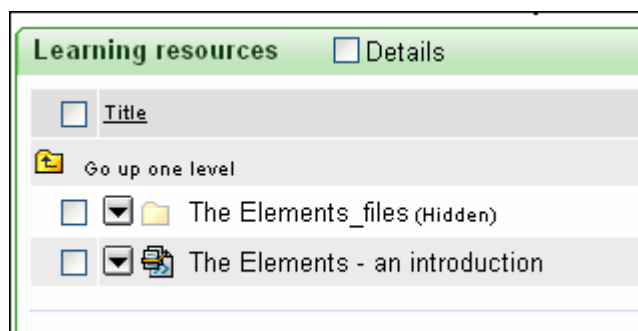 Learning resources Details
Title
Go up one level
The Elements_files (Hidden)
The Elements - an introduction